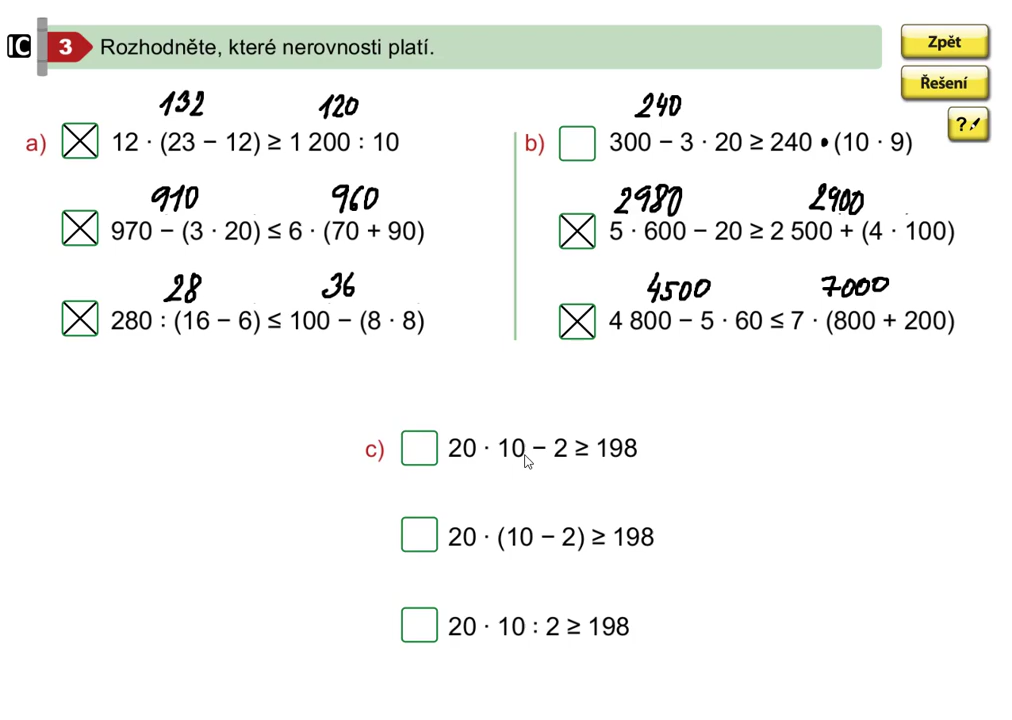 IC 3 Rozhodněte, které nerovnosti platí.
Zpět
Řešení
?
132 120
a) 12 · (23 − 12) ≥ 1 200 : 10
910 960
970 − (3 · 20) ≤ 6 · (70 + 90)
28 36
280 : (16 − 6) ≤ 100 − (8 · 8)
240
b) 300 − 3 · 20 ≥ 240 • (10 · 9)
2980 2900
5 · 600 − 20 ≥ 2 500 + (4 · 100)
4500 7000
4 800 − 5 · 60 ≤ 7 · (800 + 200)
c) 20 · 10 − 2 ≥ 198
20 · (10 − 2) ≥ 198
20 · 10 : 2 ≥ 198